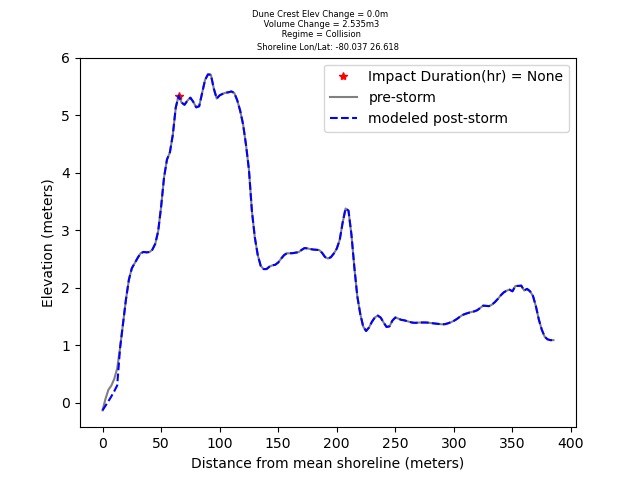 Dune Crest Elev Change = 0.0m
Volume Change = 2.535m3
Regime = Collision
Shoreline Lon/Lat: -80.037 26.618
Impact Duration(hr) = None
pre-storm
modeled post-storm
Elevation (meters)
6
5
4
3
2
1
0
0 50 100 150 200 250 300 350 400
Distance from mean shoreline (meters)